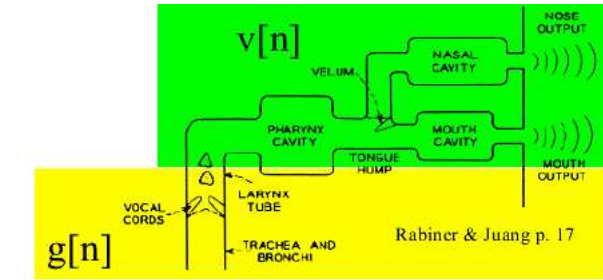 v[n]
NOSE
OUTPUT
NASAL
CAVITY
VELUM
PHARYNX
CAVITY
MOUTH
CAVITY
TONGUE
HUMP
MOUTH
OUTPUT
LARYNX
TUBE
VOCAL
CORDS
Rabiner & Juang p. 17
g[n]
TRACHEA AND
BRONCHI